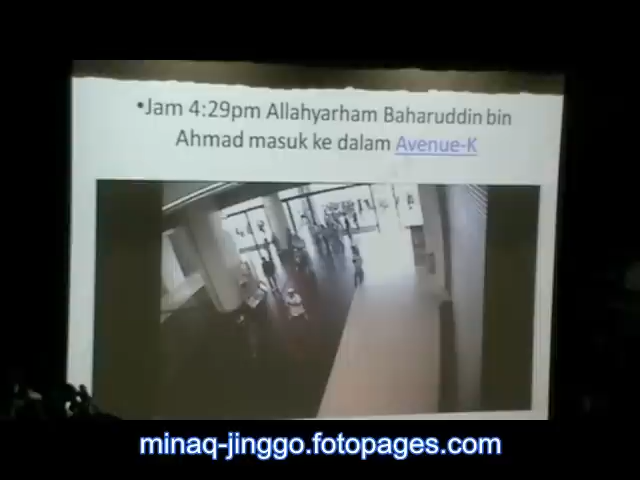 •Jam 4:29pm Allahyarham Baharuddin bin
Ahmad masuk ke dalam Avenue-K
minaq-jinggo.fotopages.com